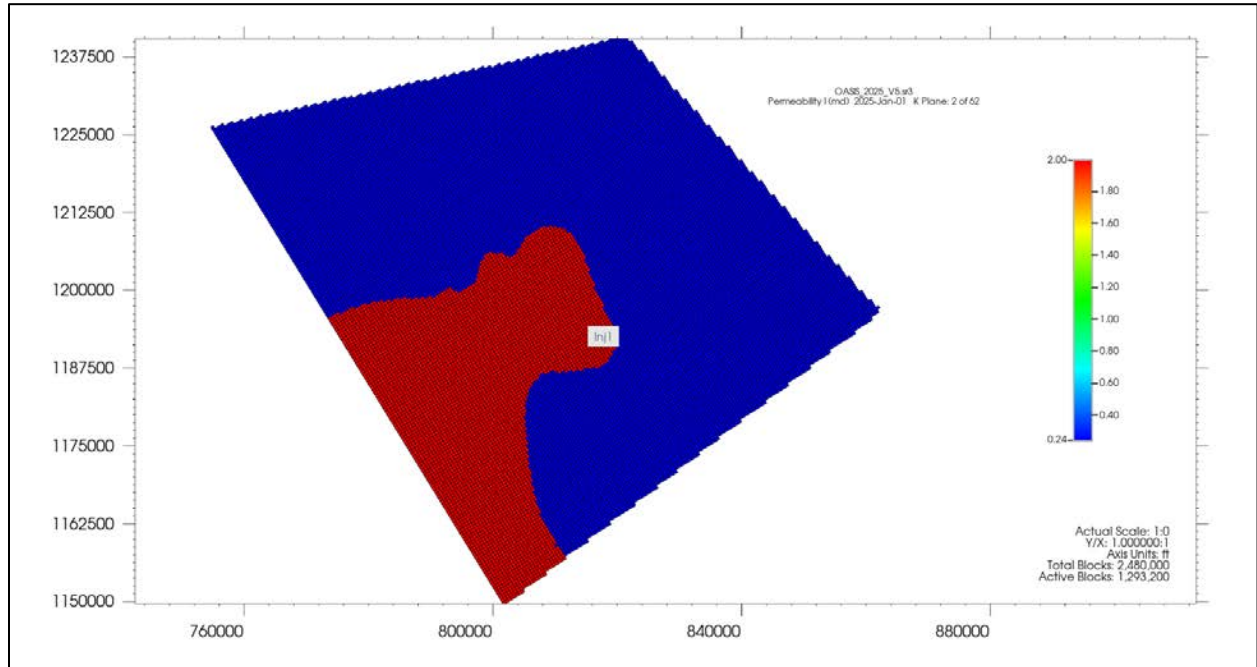 1237500
1225000
1212500
1200000
1187500
1175000
1162500
1150000
760000
800000
840000
880000
OASIS_2025_V5.sr3
Permeability I (md) 2025-Jan-01 K Plane: 2 of 62
Inj1
2.00
1.80
1.60
1.40
1.20
1.00
0.80
0.60
0.40
0.24
Actual Scale: 1:0
Y/X: 1.000000:1
Axis Units: ft
Total Blocks: 2,480,000
Active Blocks: 1,293,200